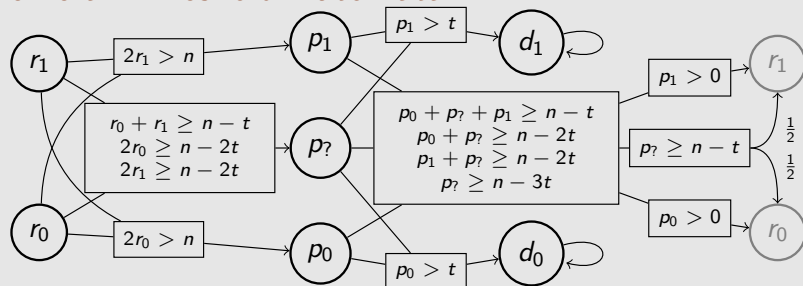 r₁
2r₁ > n
p₁
p₁ > t
d₁
p₁ > 0
r₁
r₀ + r₁ ≥ n − t
2r₀ ≥ n − 2t
2r₁ ≥ n − 2t
p?
p₀ + p? + p₁ ≥ n − t
p₀ + p? ≥ n − 2t
p₁ + p? ≥ n − 2t
p? ≥ n − 3t
p? ≥ n − t
½
½
r₀
2r₀ > n
p₀
p₀ > t
d₀
p₀ > 0
r₀